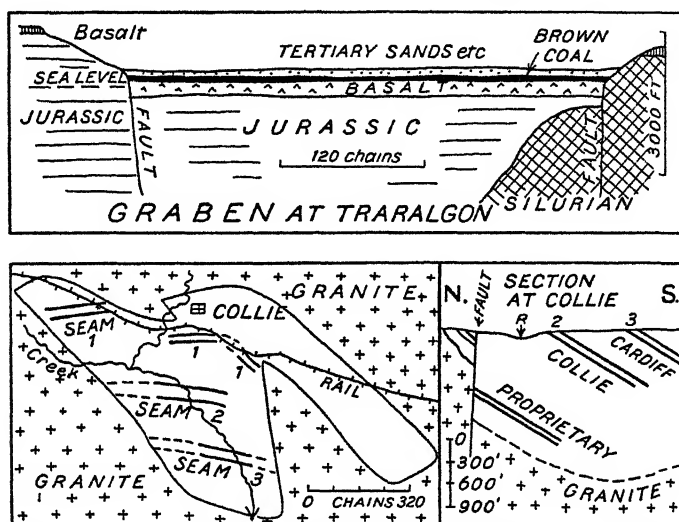 Basalt
TERTIARY SANDS etc
BROWN
COAL
SEA LEVEL
BASALT
JURASSIC
JURASSIC
FAULT
FAULT
3000 FT
120 chains
GRABEN AT TRARALGON
SILURIAN
GRANITE
COLLIE
SEAM
1
1
1
Creek
RAIL
SEAM
2
SEAM
3
GRANITE
0 CHAINS 320
N.
FAULT
SECTION
AT COLLIE
S.
R
2
3
CARDIFF
COLLIE
PROPRIETARY
0
300'
600'
900'
GRANITE